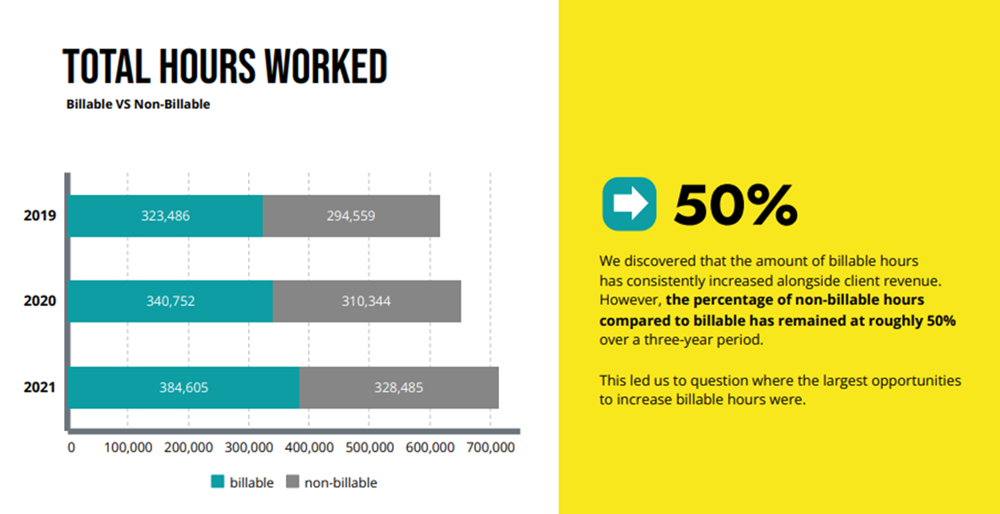 TOTAL HOURS WORKED
Billable VS Non-Billable
2019
323,486
294,559
2020
340,752
310,344
2021
384,605
328,485
0
100,000
200,000
300,000
400,000
500,000
600,000
700,000
billable
non-billable
50%
We discovered that the amount of billable hours
has consistently increased alongside client revenue.
However, the percentage of non-billable hours
compared to billable has remained at roughly 50%
over a three-year period.
This led us to question where the largest opportunities
to increase billable hours were.